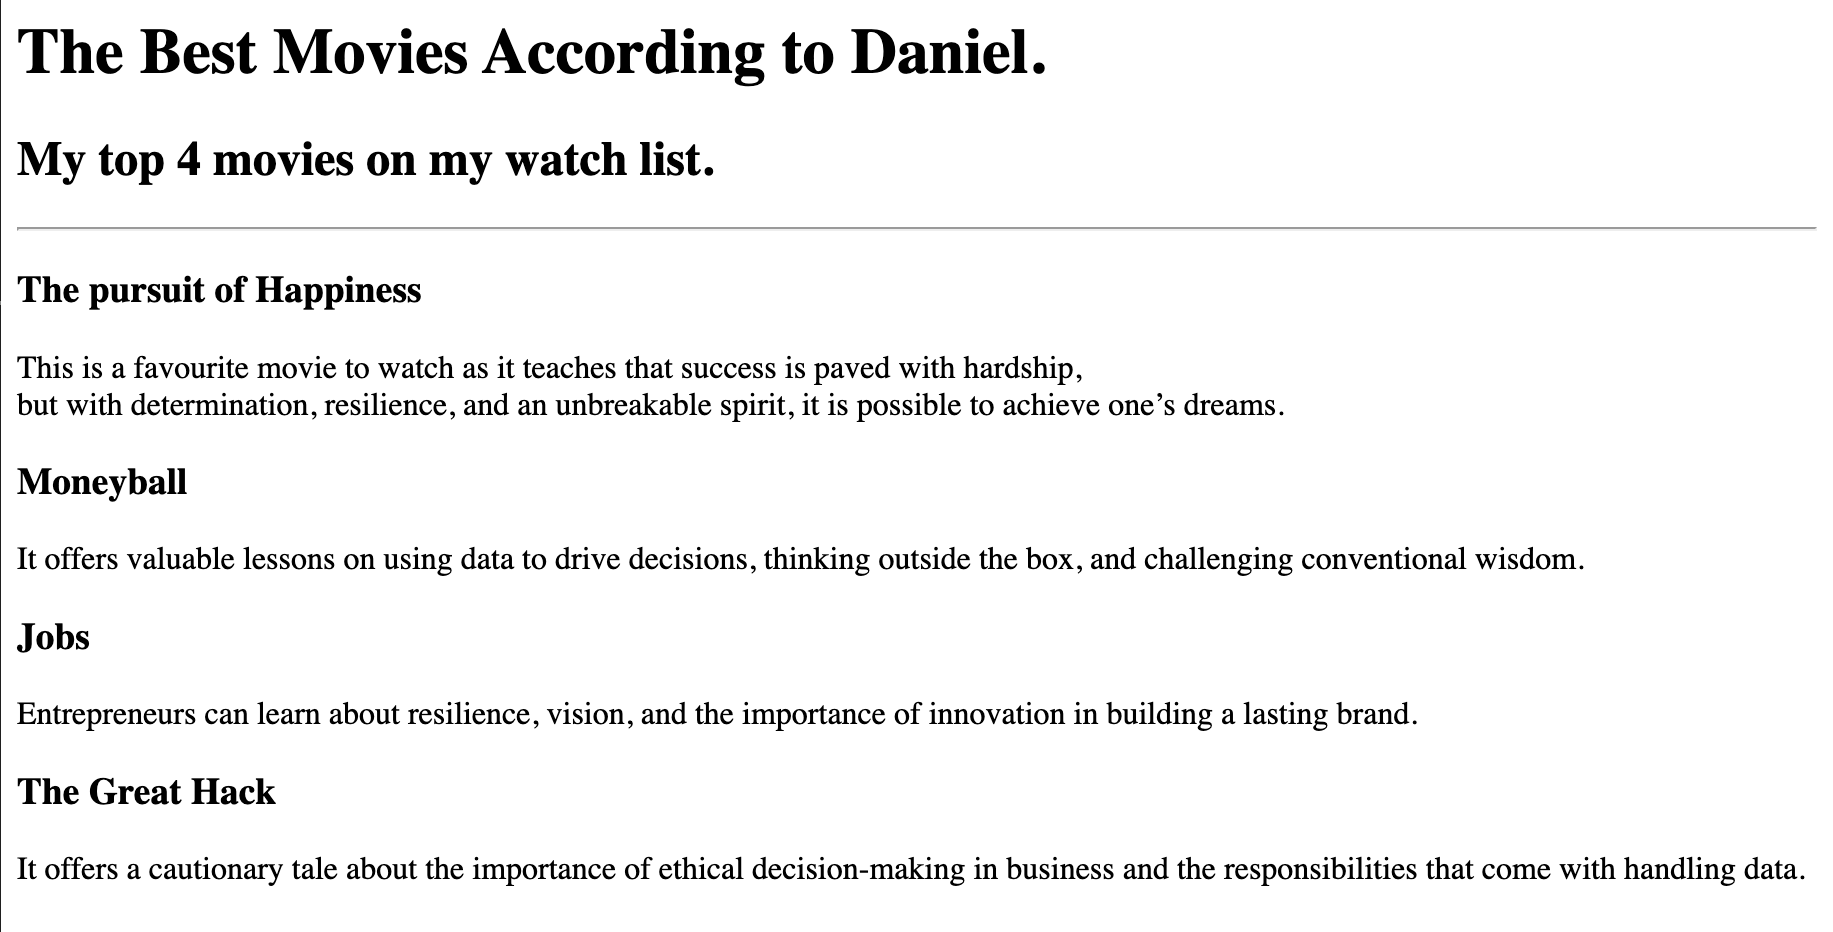 The Best Movies According to Daniel.
My top 4 movies on my watch list.
The pursuit of Happiness
This is a favourite movie to watch as it teaches that success is paved with hardship,
but with determination, resilience, and an unbreakable spirit, it is possible to achieve one’s dreams.
Moneyball
It offers valuable lessons on using data to drive decisions, thinking outside the box, and challenging conventional wisdom.
Jobs
Entrepreneurs can learn about resilience, vision, and the importance of innovation in building a lasting brand.
The Great Hack
It offers a cautionary tale about the importance of ethical decision-making in business and the responsibilities that come with handling data.